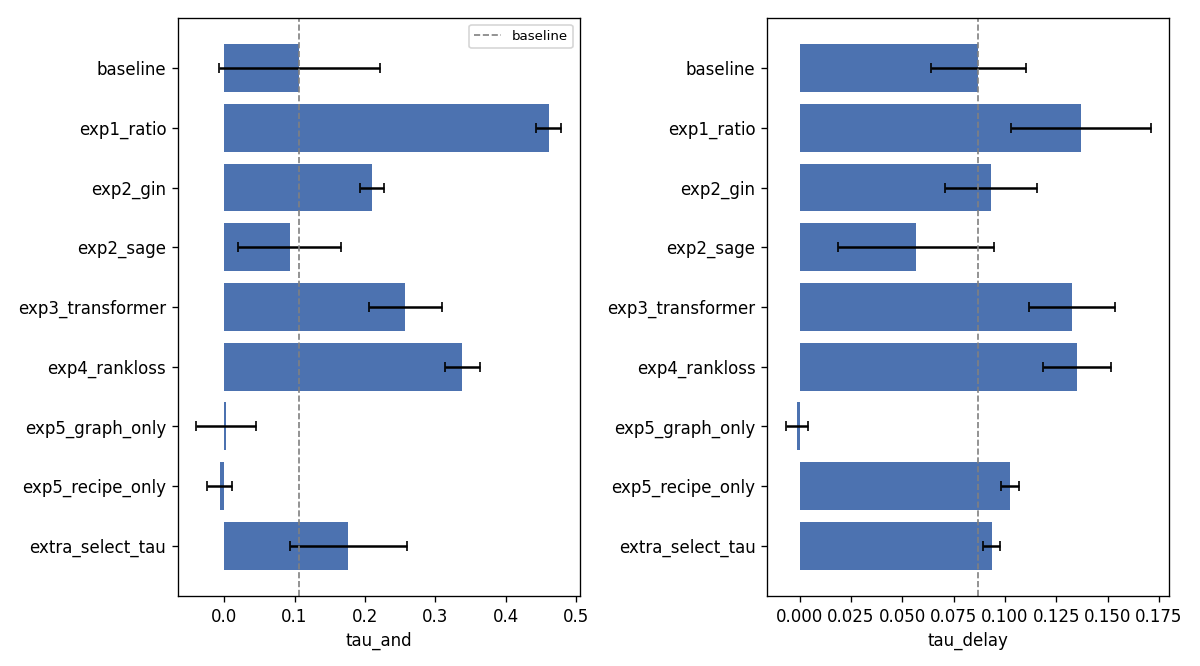 baseline
baseline
exp1_ratio
exp2_gin
exp2_sage
exp3_transformer
exp4_rankloss
exp5_graph_only
exp5_recipe_only
extra_select_tau
0.0 0.1 0.2 0.3 0.4 0.5
tau_and
baseline
exp1_ratio
exp2_gin
exp2_sage
exp3_transformer
exp4_rankloss
exp5_graph_only
exp5_recipe_only
extra_select_tau
0.000 0.025 0.050 0.075 0.100 0.125 0.150 0.175
tau_delay